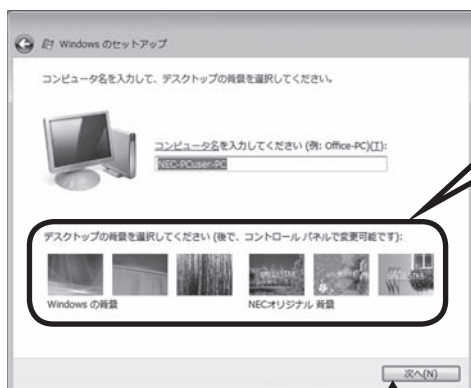 Windows のセットアップ
コンピュータ名を入力して、デスクトップの背景を選択してください。
コンピュータ名を入力してください (例: Office-PC)(T):
NEC-PCuser-PC
デスクトップの背景を選択してください (後で、コントロール パネルで変更可能です):
Windows の背景
NECオリジナル 背景
次へ(N)